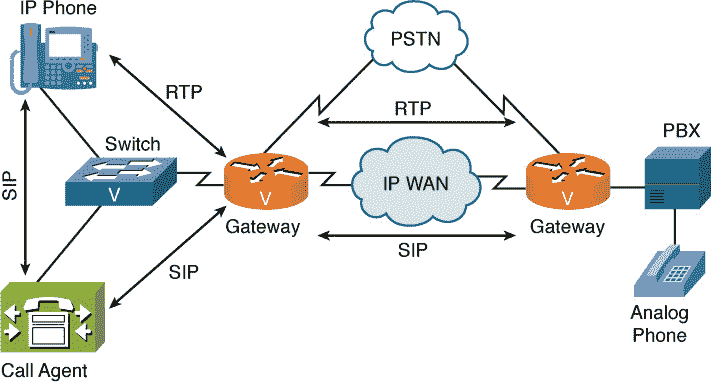 IP Phone
PSTN
RTP
RTP
PBX
Switch
SIP
V
V
Gateway
IP WAN
V
Gateway
SIP
SIP
Call Agent
Analog
Phone